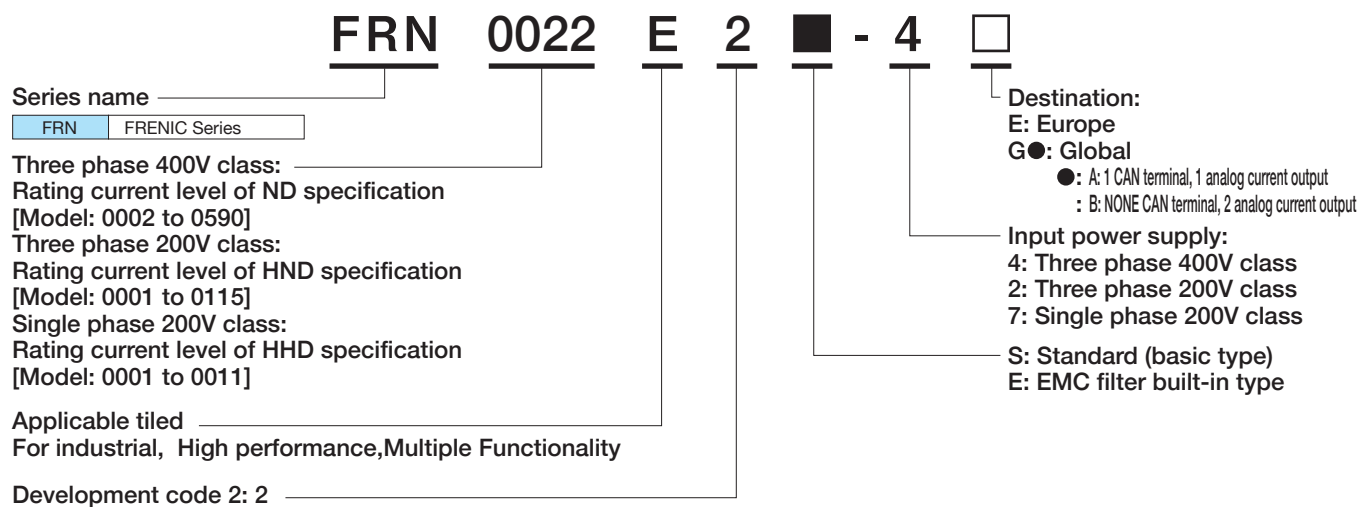 FRN 0022 E 2 ■ - 4 □
Series name
FRN FRENIC Series
Three phase 400V class:
Rating current level of ND specification
[Model: 0002 to 0590]
Three phase 200V class:
Rating current level of HND specification
[Model: 0001 to 0115]
Single phase 200V class:
Rating current level of HHD specification
[Model: 0001 to 0011]
Applicable tiled
For industrial, High performance,Multiple Functionality
Development code 2: 2
Destination:
E: Europe
G●: Global
●: A: 1 CAN terminal, 1 analog current output
: B: NONE CAN terminal, 2 analog current output
Input power supply:
4: Three phase 400V class
2: Three phase 200V class
7: Single phase 200V class
S: Standard (basic type)
E: EMC filter built-in type